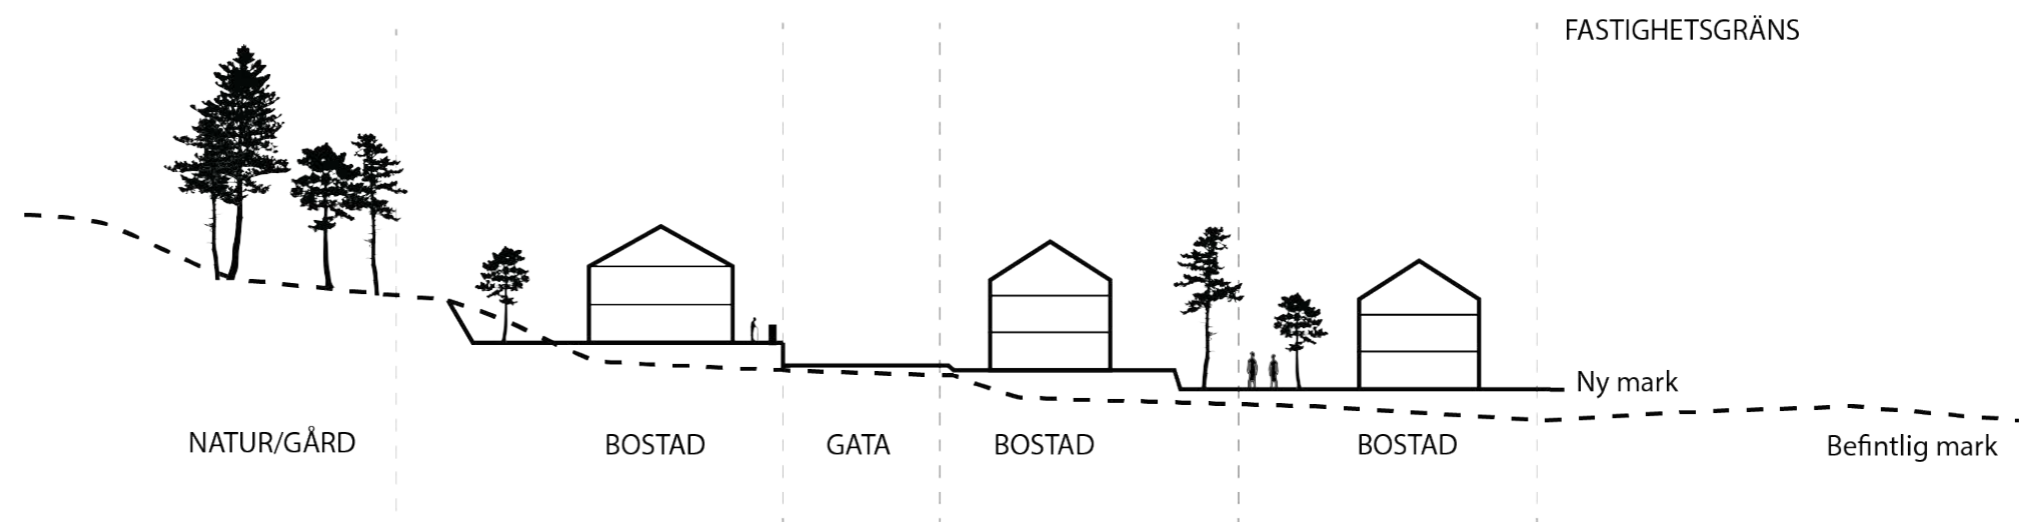 FASTIGHETSGRÄNS
Ny mark
NATUR/GÅRD
BOSTAD
GATA
BOSTAD
BOSTAD
Befintlig mark